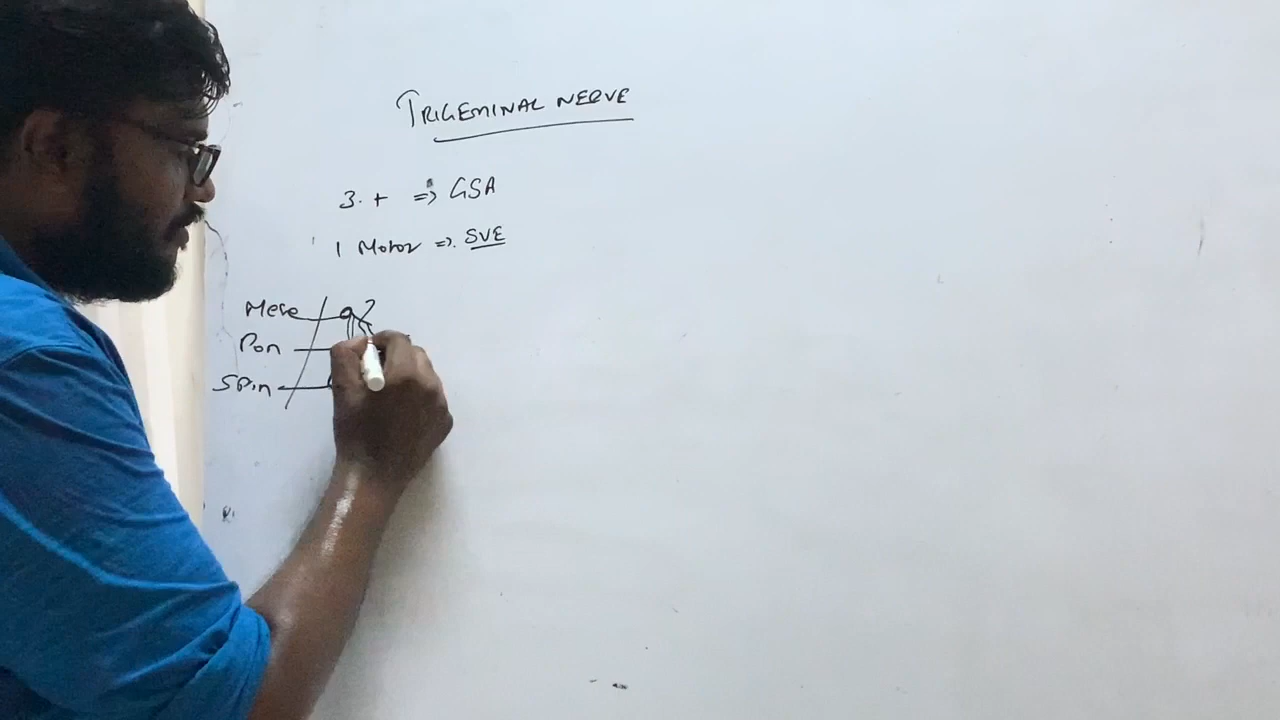 TRIGEMINAL NERVE
3. + => GSA
1 Motor =>. SVE
Mese
Pon
SPin